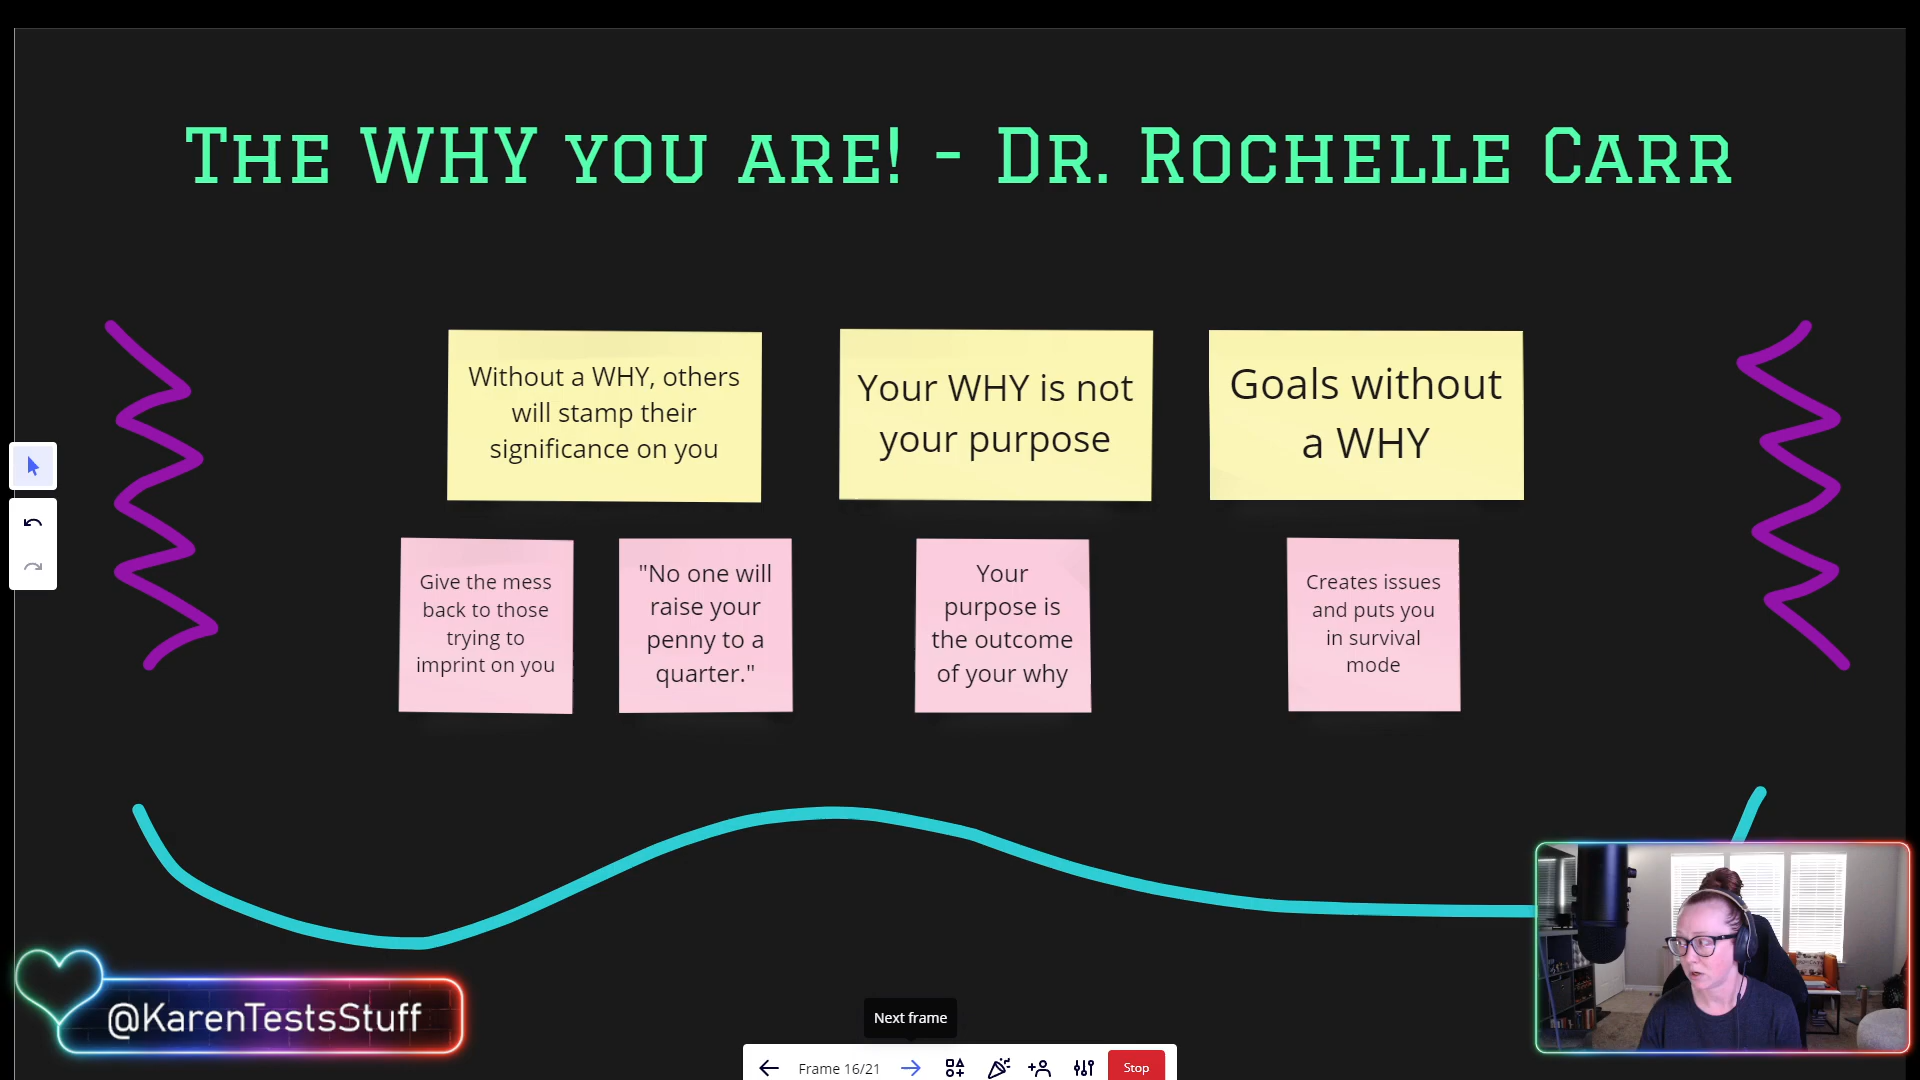 The WHY you are! - Dr. Rochelle Carr
Without a WHY, others
will stamp their
significance on you
Your WHY is not
your purpose
Goals without
a WHY
Give the mess
back to those
trying to
imprint on you
"No one will
raise your
penny to a
quarter."
Your
purpose is
the outcome
of your why
Creates issues
and puts you
in survival
mode
@KarenTestsStuff
Next frame
Frame 16/21
Stop